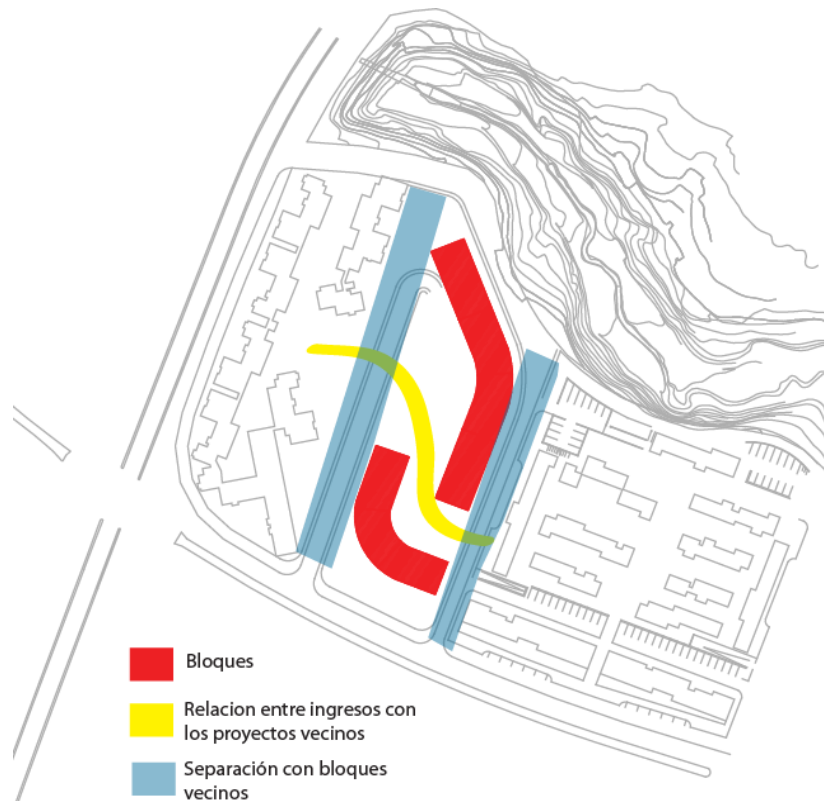 Bloques
Relacion entre ingresos con
los proyectos vecinos
Separación con bloques
vecinos